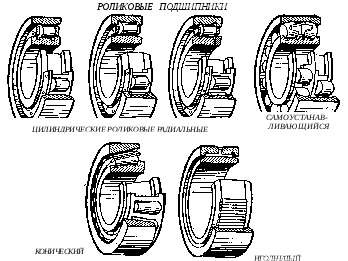 РОЛИКОВЫЕ ПОДШИПНИКИ
ЦИЛИНДРИЧЕСКИЕ РОЛИКОВЫЕ РАДИАЛЬНЫЕ
САМОУСТАНАВ-
ЛИВАЮЩИЙСЯ
КОНИЧЕСКИЙ
ИГОЛЬЧАТЫЙ